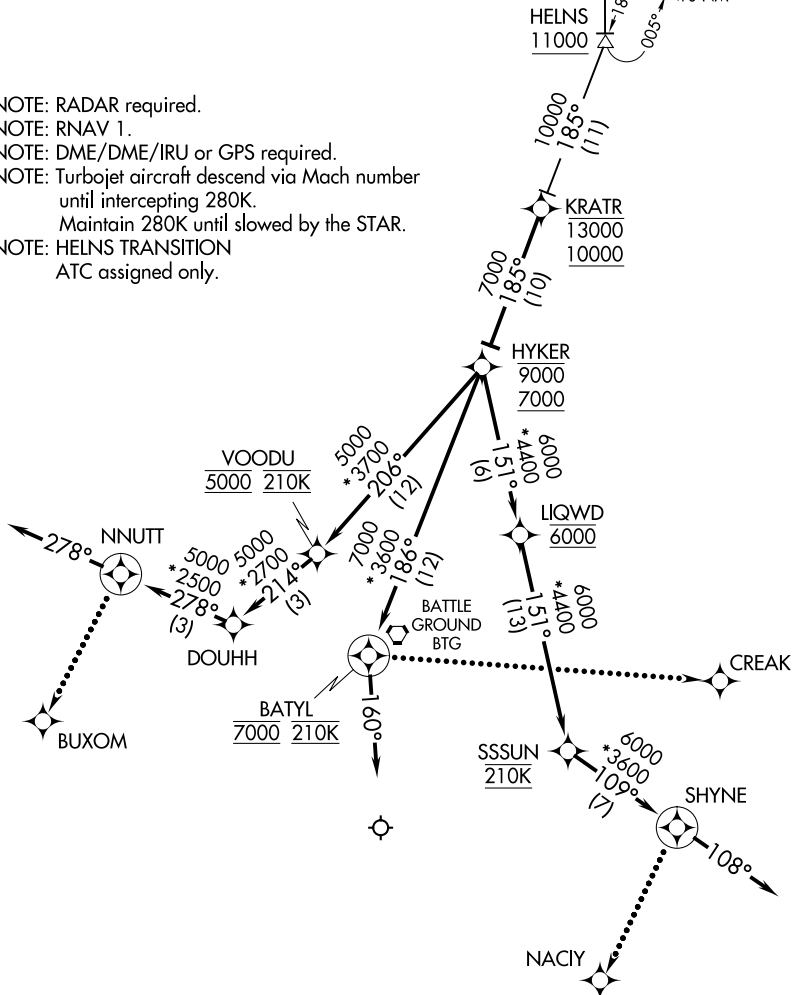 HELNS
11000
18
005°
10000
185°
(11)
NOTE: RADAR required.
NOTE: RNAV 1.
NOTE: DME/DME/IRU or GPS required.
NOTE: Turbojet aircraft descend via Mach number
until intercepting 280K.
Maintain 280K until slowed by the STAR.
NOTE: HELNS TRANSITION
ATC assigned only.
KRATR
13000
10000
7000
185°
(10)
HYKER
9000
7000
5000
*3700
206°
(12)
VOODU
5000 210K
7000
*3600
186°
(12)
6000
*4400
151°
(6)
LIQWD
6000
278°
NNUTT
5000
*2500
278°
(3)
5000
*2700
214°
(3)
DOUHH
BATTLE
GROUND
BTG
6000
*4400
151°
(13)
CREAK
BUXOM
BATYL
7000 210K
160°
SSSUN
210K
6000
*3600
109°
(7)
SHYNE
108°
NACIY